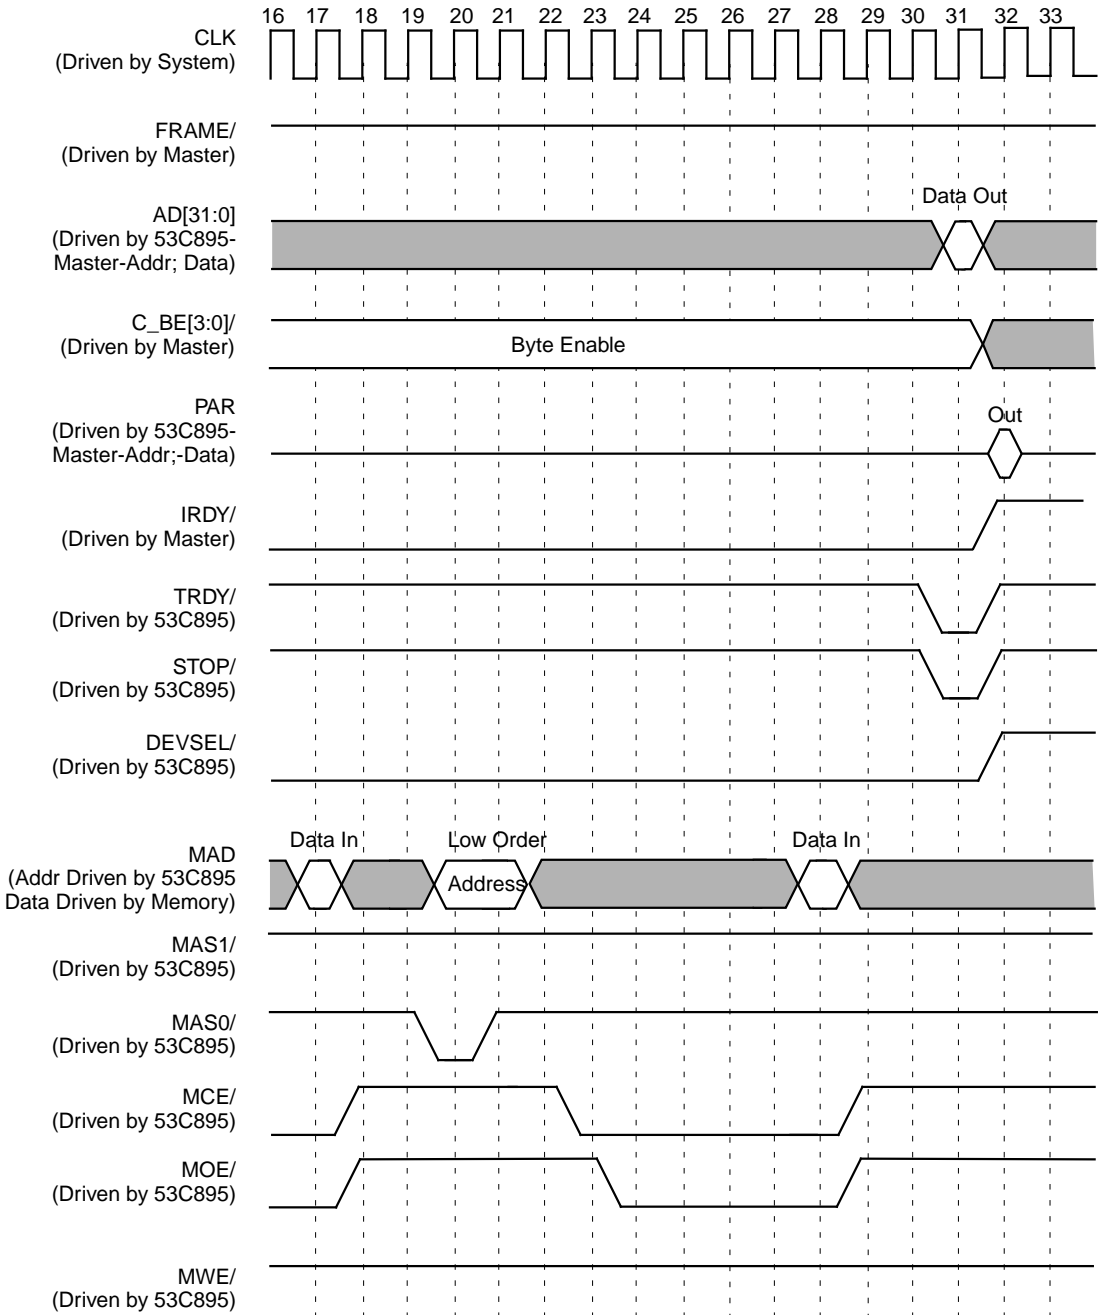 16 17 18 19 20 21 22 23 24 25 26 27 28 29 30 31 32 33
CLK
(Driven by System)
FRAME/
(Driven by Master)
Data Out
AD[31:0]
(Driven by 53C895-
Master-Addr; Data)
C_BE[3:0]/
(Driven by Master)
Byte Enable
PAR
(Driven by 53C895-
Master-Addr;-Data)
Out
IRDY/
(Driven by Master)
TRDY/
(Driven by 53C895)
STOP/
(Driven by 53C895)
DEVSEL/
(Driven by 53C895)
Data In Low Order Data In
MAD
(Addr Driven by 53C895
Address
Data Driven by Memory)
MAS1/
(Driven by 53C895)
MAS0/
(Driven by 53C895)
MCE/
(Driven by 53C895)
MOE/
(Driven by 53C895)
MWE/
(Driven by 53C895)